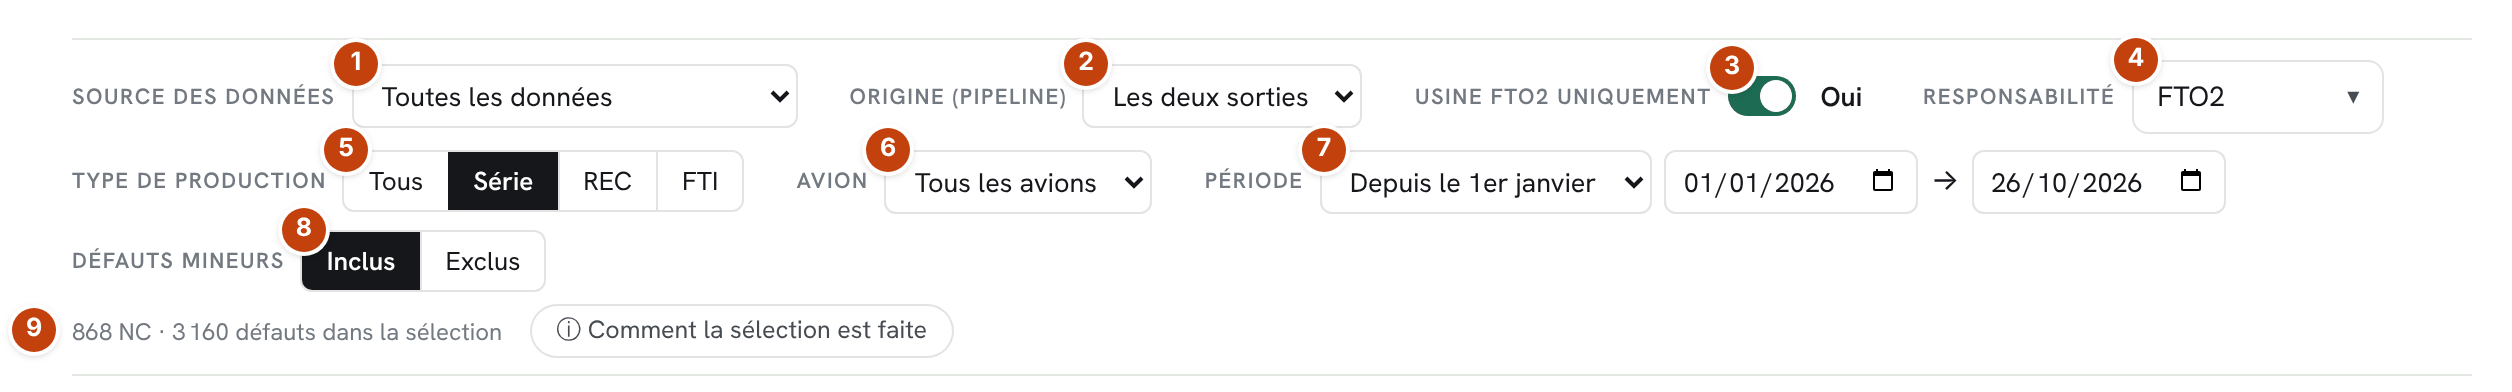 SOURCE DES DONNÉES 1 Toutes les données ORIGINE (PIPELINE) 2 Les deux sorties USINE FTO2 UNIQUEMENT 3 Oui RESPONSABILITÉ 4 FTO2
TYPE DE PRODUCTION 5 Tous Série REC FTI AVION 6 Tous les avions PÉRIODE 7 Depuis le 1er janvier 01/01/2026 → 26/10/2026
DÉFAUTS MINEURS 8 Inclus Exclus
9 868 NC · 3 160 défauts dans la sélection ⓘ Comment la sélection est faite